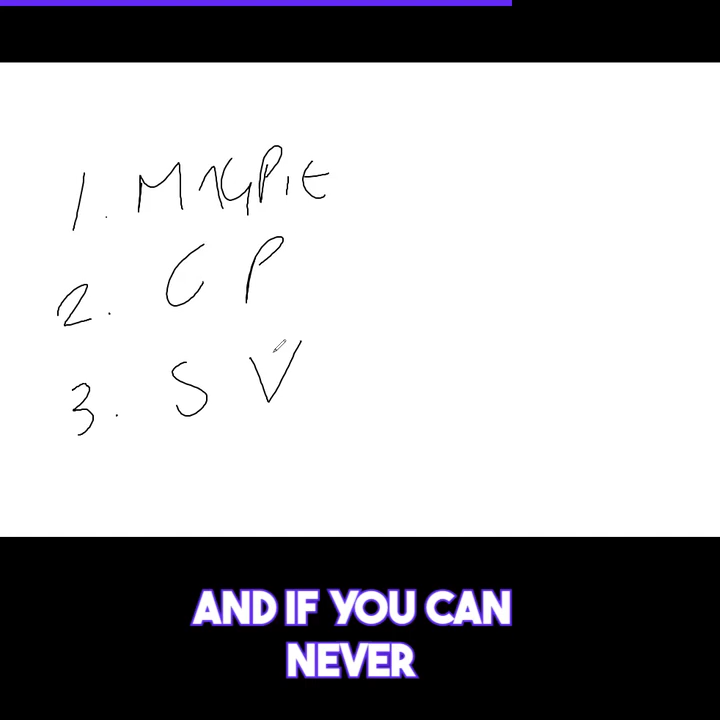 1. MAGPIE
2. C P
3. S V
AND IF YOU CAN
NEVER